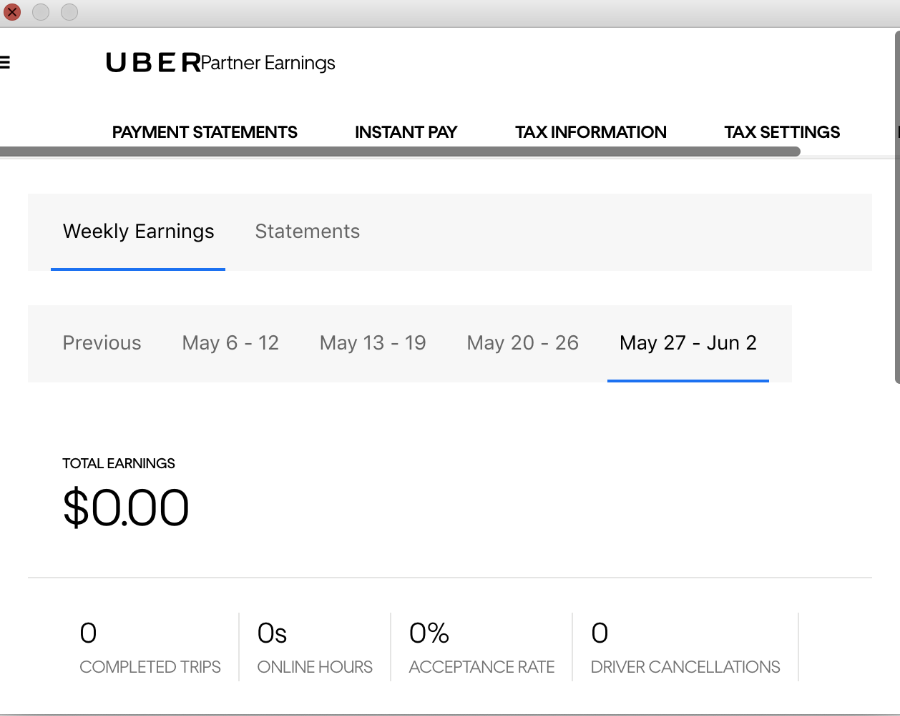 UBER Partner Earnings
PAYMENT STATEMENTS INSTANT PAY TAX INFORMATION TAX SETTINGS
Weekly Earnings Statements
Previous May 6 - 12 May 13 - 19 May 20 - 26 May 27 - Jun 2
TOTAL EARNINGS
$0.00
0 0s 0% 0
COMPLETED TRIPS ONLINE HOURS ACCEPTANCE RATE DRIVER CANCELLATIONS